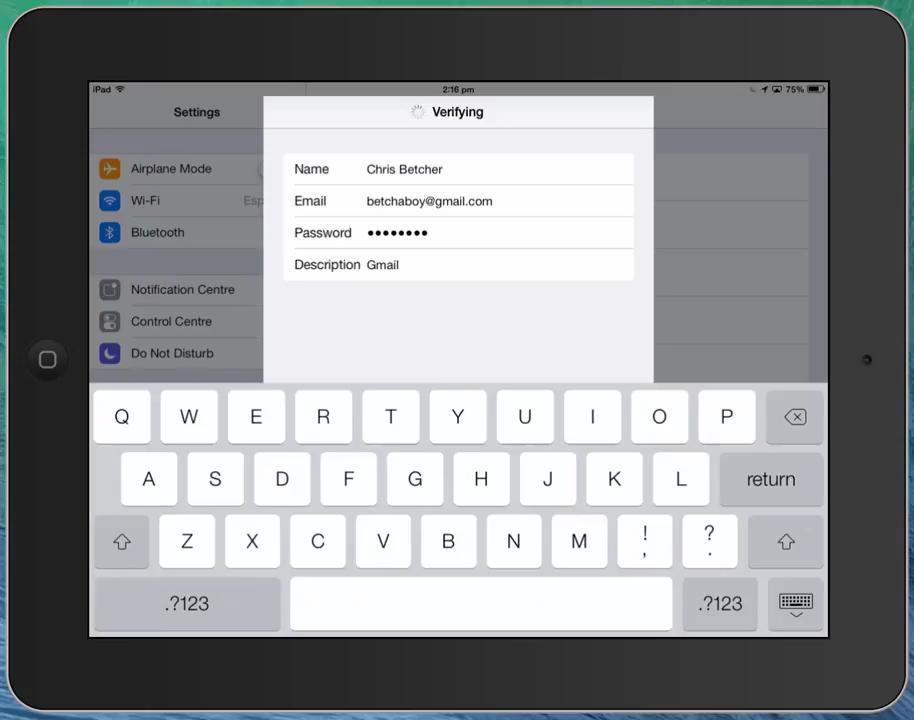 iPad
2:16 pm
75%
Settings
Verifying
Airplane Mode
Wi-Fi
Esp
Bluetooth
Notification Centre
Control Centre
Do Not Disturb
Name Chris Betcher
Email betchaboy@gmail.com
Password ••••••••
Description Gmail
Q W E R T Y U I O P
A S D F G H J K L return
Z X C V B N M ! , ? .
.?123 .?123